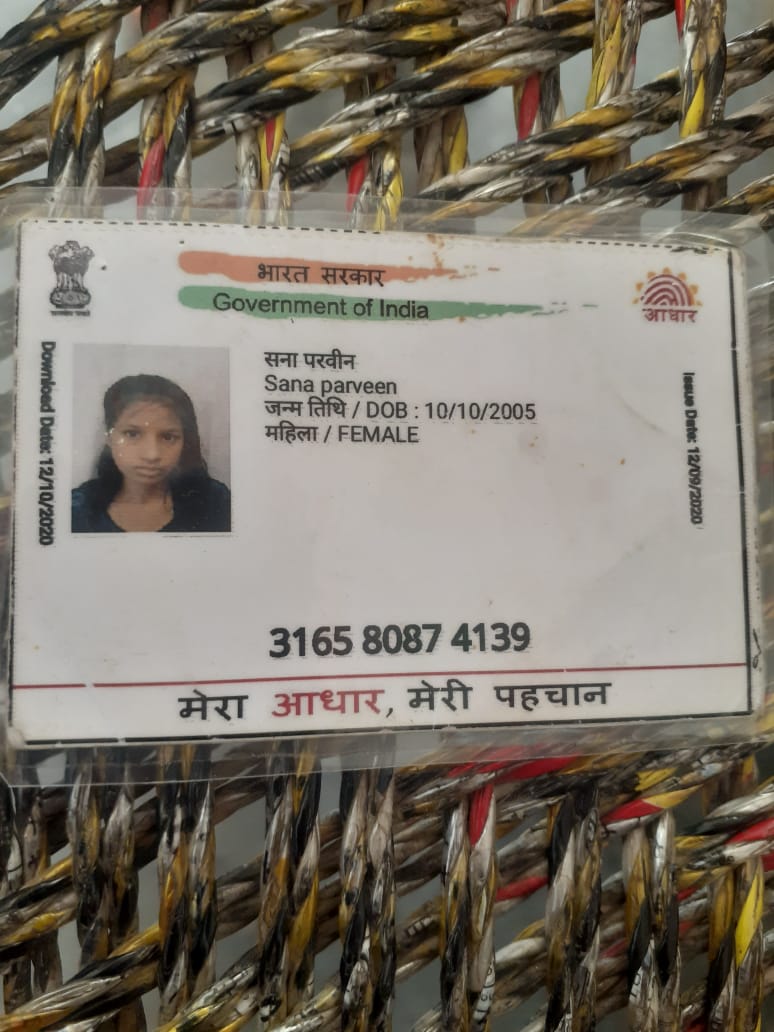 भारत सरकार
Government of India
आधार
Download Date: 12/10/2020
सना परवीन
Sana parveen
जन्म तिथि / DOB : 10/10/2005
महिला / FEMALE
Issue Date: 12/09/2020
3165 8087 4139
मेरा आधार, मेरी पहचान